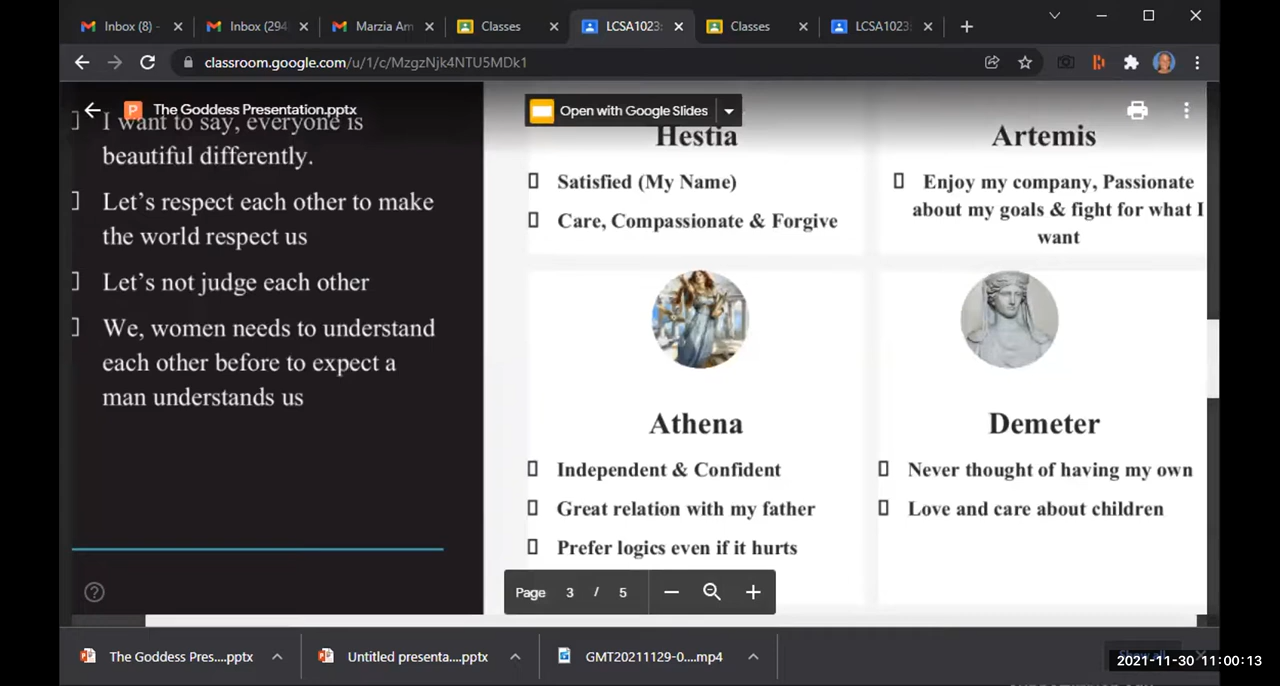 Inbox (8) -
Inbox (294
Marzia Am
Classes
LCSA1023:
Classes
LCSA1023:
classroom.google.com/u/1/c/MzgzNjk4NTU5MDk1
The Goddess Presentation.pptx
Open with Google Slides
I want to say, everyone is
beautiful differently.
Let’s respect each other to make
the world respect us
Let’s not judge each other
We, women needs to understand
each other before to expect a
man understands us
Hestia
Satisfied (My Name)
Care, Compassionate & Forgive
Artemis
Enjoy my company, Passionate
about my goals & fight for what I
want
Athena
Independent & Confident
Great relation with my father
Prefer logics even if it hurts
Demeter
Never thought of having my own
Love and care about children
Page 3 / 5
The Goddess Pres....pptx
Untitled presenta....pptx
GMT20211129-0....mp4
2021-11-30 11:00:13